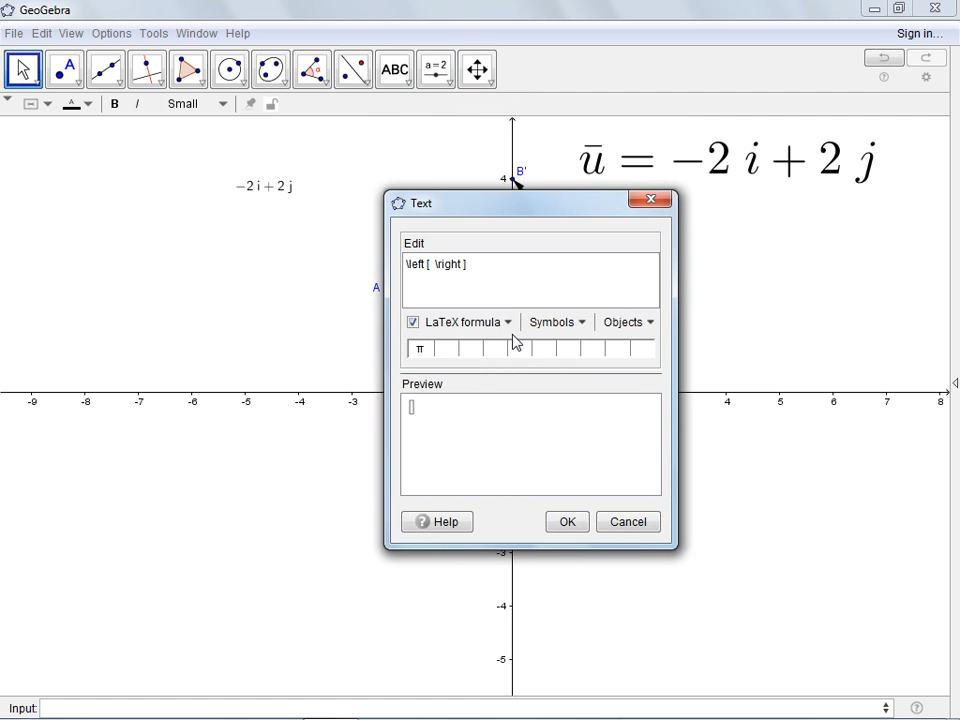 GeoGebra
File Edit View Options Tools Window Help Sign in...
A ABC a = 2
A B I Small
ū = −2 i + 2 j
−2 i + 2 j
4 B'
A
Text
Edit
\left [ \right ]
LaTeX formula Symbols Objects
π
Preview
[]
Help OK Cancel
-9 -8 -7 -6 -5 -4 -3 4 5 6 7 8
-3
-4
-5
Input: